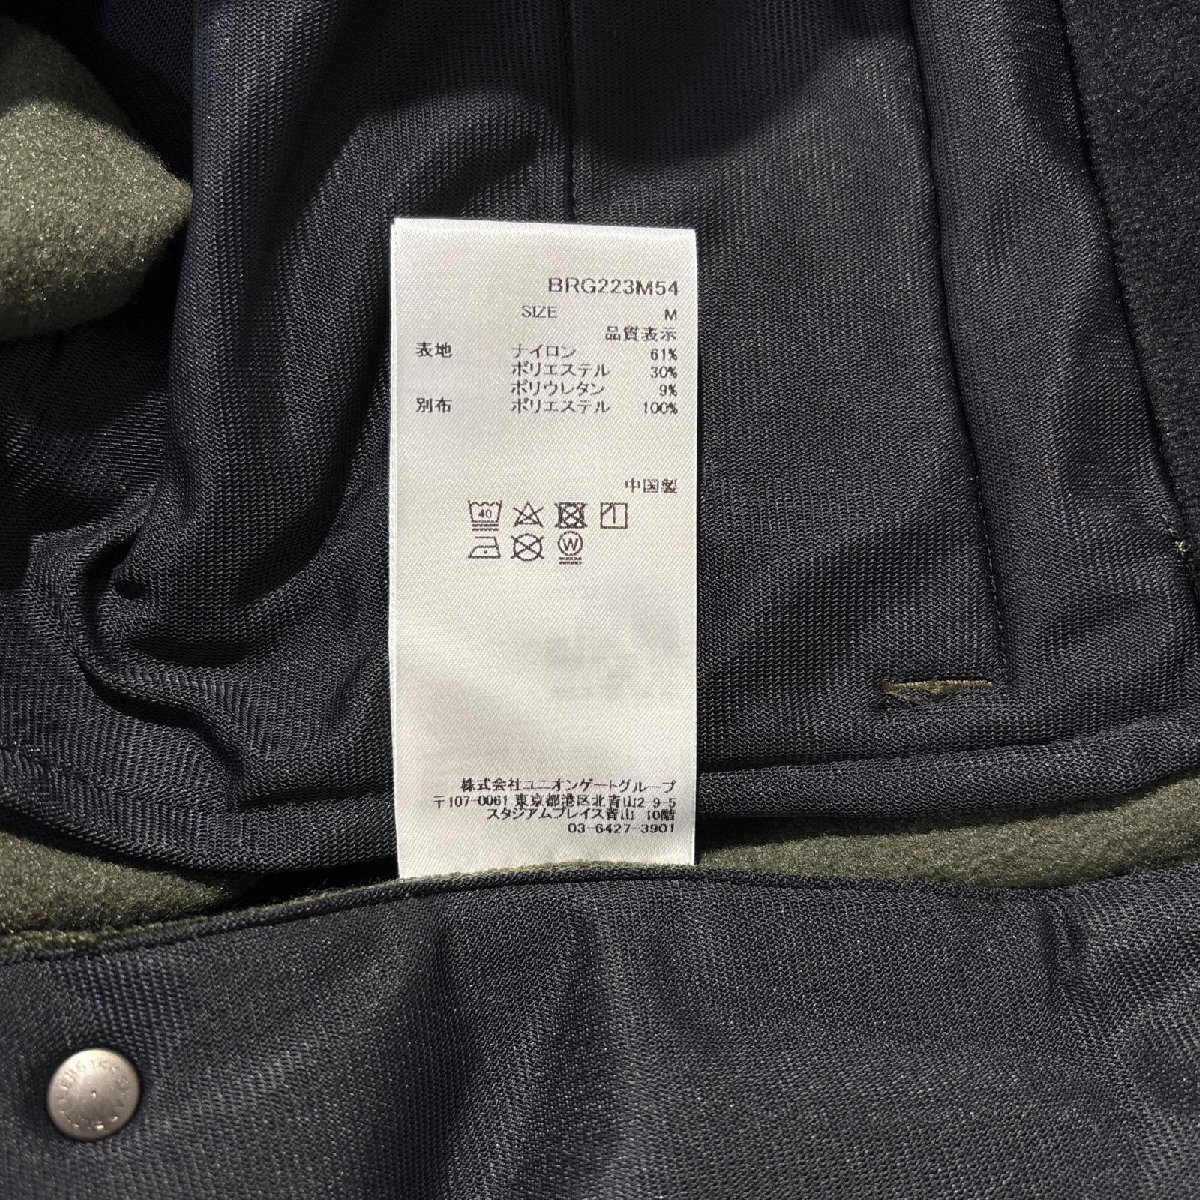 BRG223M54
SIZE M
品質表示
表地 ナイロン 61%
ポリエステル 30%
ポリウレタン 9%
別布 ポリエステル 100%
中国製
40
W
株式会社ユニオンゲートグループ
〒107-0061 東京都港区北青山2-9-5
スタジアムプレイス青山 10階
03-6427-3901